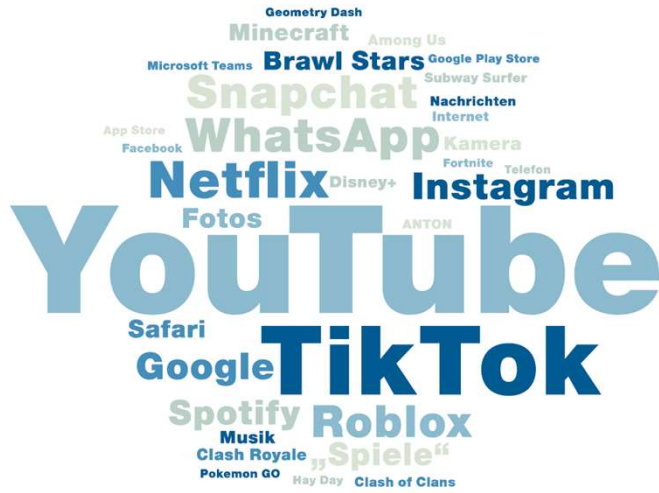 Geometry Dash
Minecraft Among Us
Microsoft Teams Brawl Stars Google Play Store
Snapchat Subway Surfer
Nachrichten
App Store WhatsApp Internet
Facebook Kamera
Netflix Disney+ Fortnite Telefon
Instagram
Fotos ANTON
YouTube
Safari TikTok
Google
Spotify Roblox
Musik
Clash Royale „Spiele“
Pokemon GO Hay Day Clash of Clans